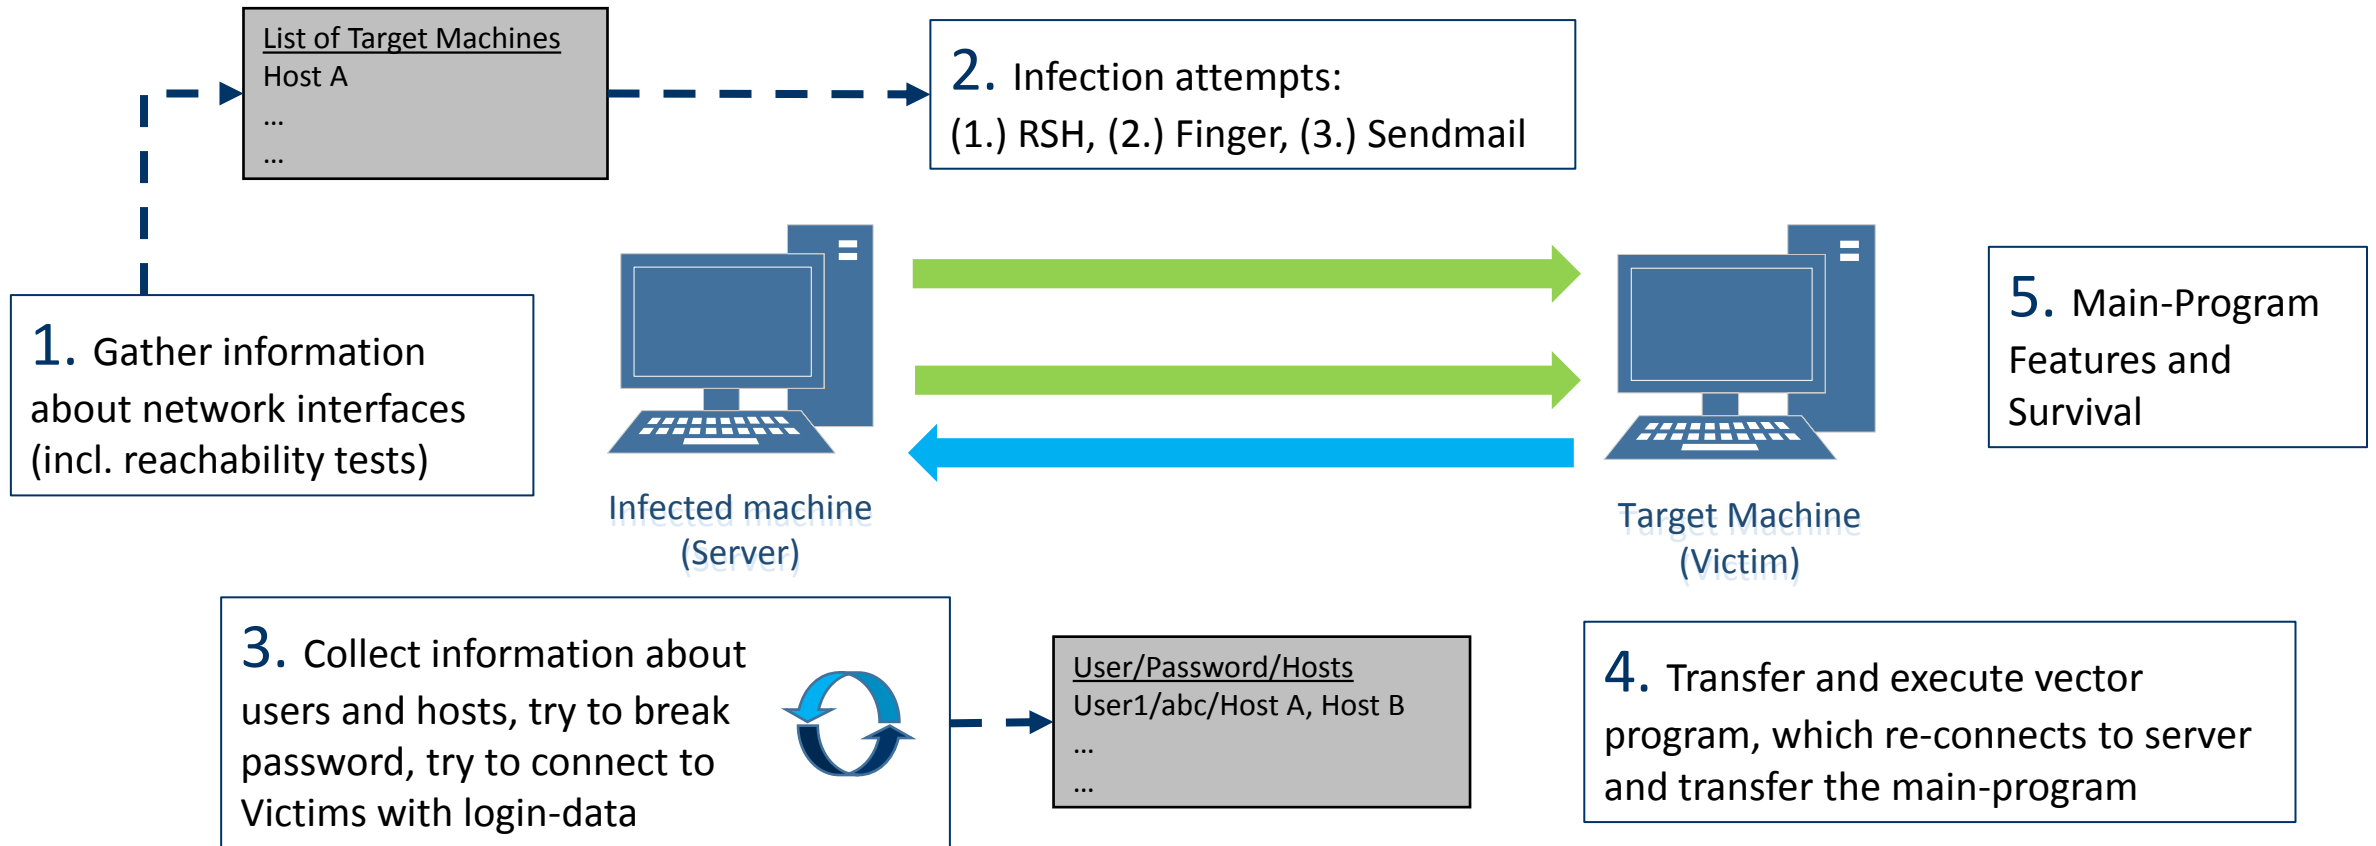 List of Target Machines
Host A
...
...
2. Infection attempts:
(1.) RSH, (2.) Finger, (3.) Sendmail
1. Gather information
about network interfaces
(incl. reachability tests)
5. Main-Program
Features and
Survival
Infected machine
(Server)
Target Machine
(Victim)
3. Collect information about
users and hosts, try to break
password, try to connect to
Victims with login-data
User/Password/Hosts
User1/abc/Host A, Host B
...
...
4. Transfer and execute vector
program, which re-connects to server
and transfer the main-program